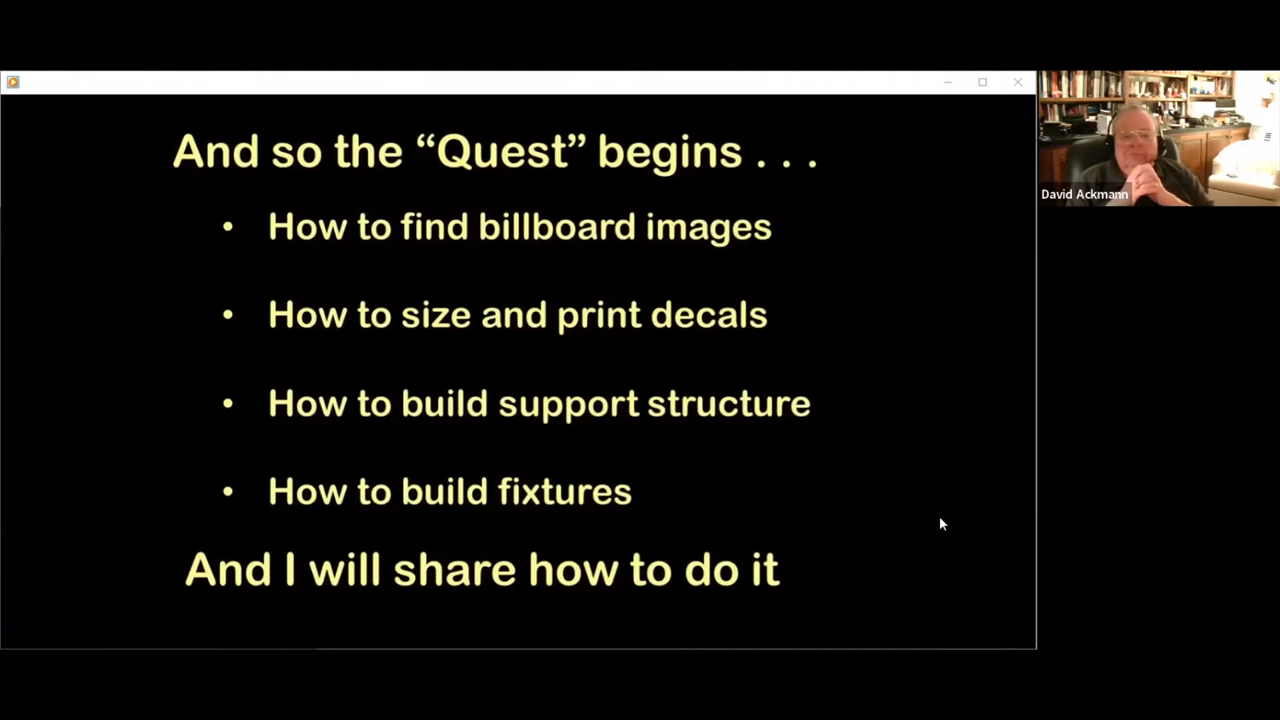 And so the “Quest” begins . . .
• How to find billboard images
• How to size and print decals
• How to build support structure
• How to build fixtures
And I will share how to do it
David Ackmann